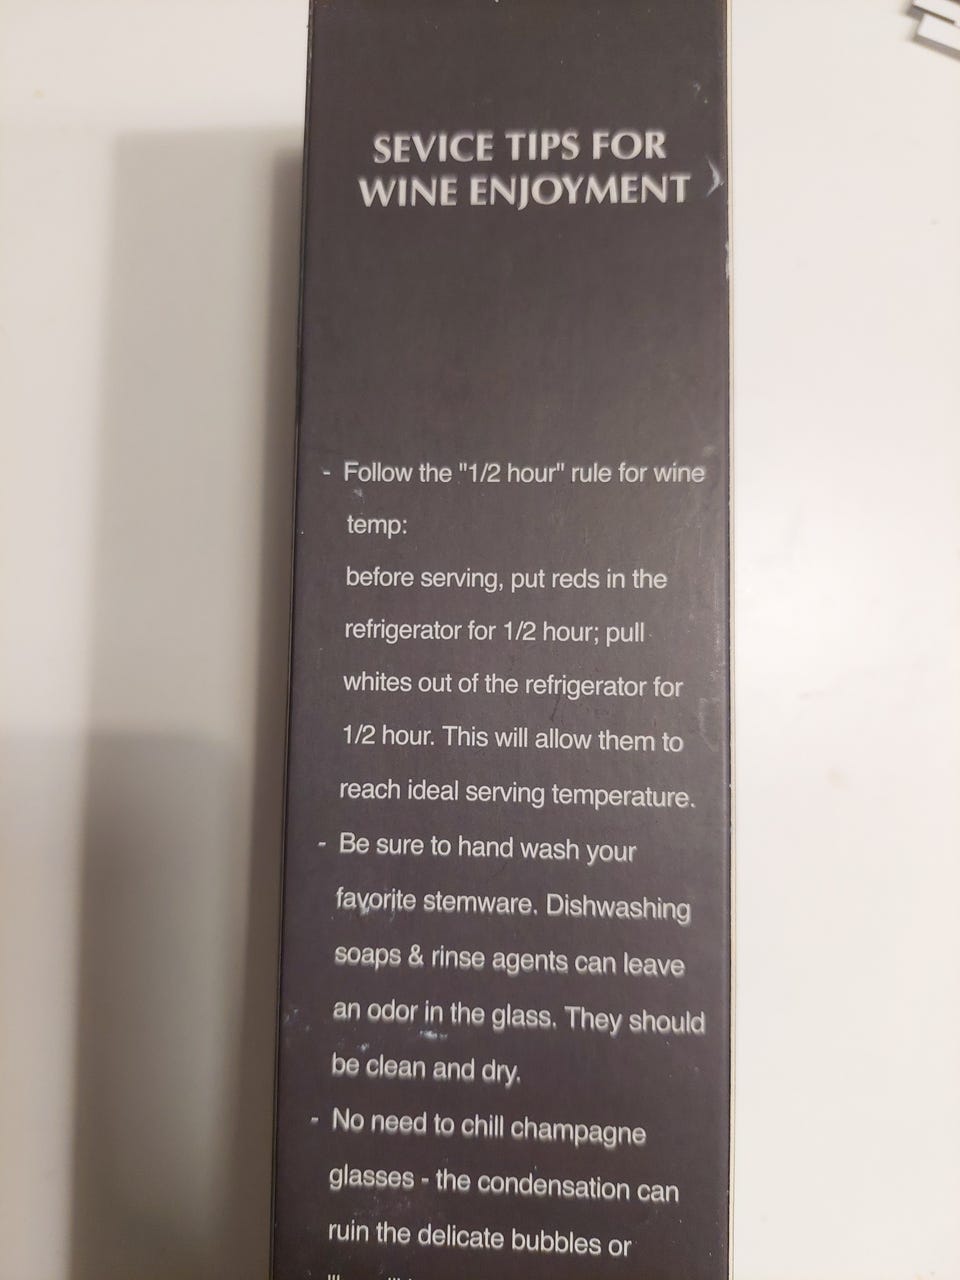 SEVICE TIPS FOR
WINE ENJOYMENT
- Follow the "1/2 hour" rule for wine
temp:
before serving, put reds in the
refrigerator for 1/2 hour; pull
whites out of the refrigerator for
1/2 hour. This will allow them to
reach ideal serving temperature.
- Be sure to hand wash your
favorite stemware. Dishwashing
soaps & rinse agents can leave
an odor in the glass. They should
be clean and dry.
- No need to chill champagne
glasses - the condensation can
ruin the delicate bubbles or